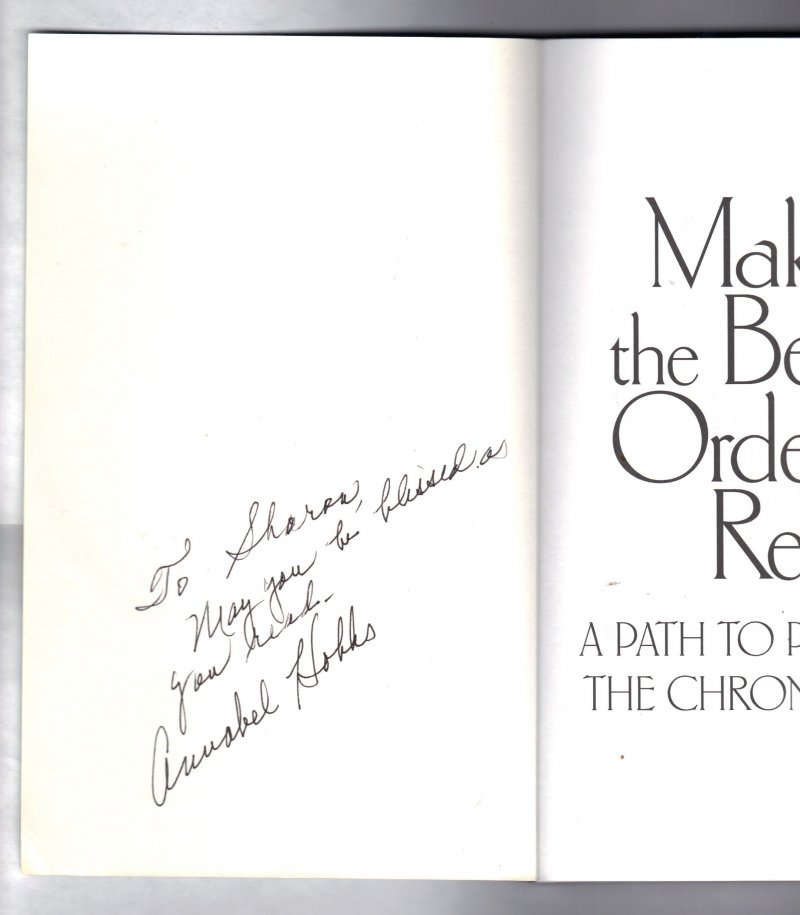 To Sharon,
May you be blessed as
you read-
Annabel Hobbs
Mak
the Be
Orde
Re
A PATH TO P
THE CHRON